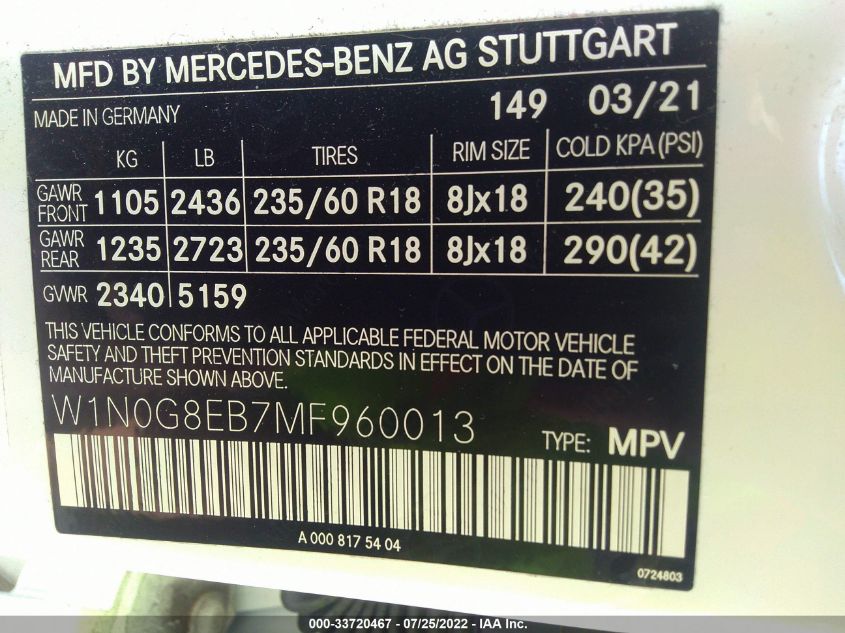 MFD BY MERCEDES-BENZ AG STUTTGART
MADE IN GERMANY 149 03/21
KG LB TIRES RIM SIZE COLD KPA (PSI)
GAWR FRONT 1105 2436 235/60 R18 8Jx18 240(35)
GAWR REAR 1235 2723 235/60 R18 8Jx18 290(42)
GVWR 2340 5159
THIS VEHICLE CONFORMS TO ALL APPLICABLE FEDERAL MOTOR VEHICLE
SAFETY AND THEFT PREVENTION STANDARDS IN EFFECT ON THE DATE OF
MANUFACTURE SHOWN ABOVE.
W1N0G8EB7MF960013 TYPE: MPV
A 000 817 54 04
0724803
000-33720467 / 07/25/2022 - IAA Inc.